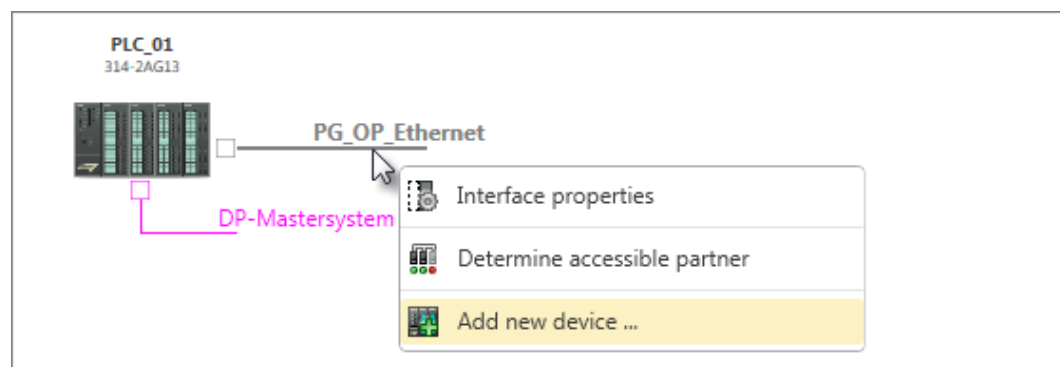 PLC_01
314-2AG13
PG_OP_Ethernet
Interface properties
DP-Mastersystem
Determine accessible partner
Add new device ...